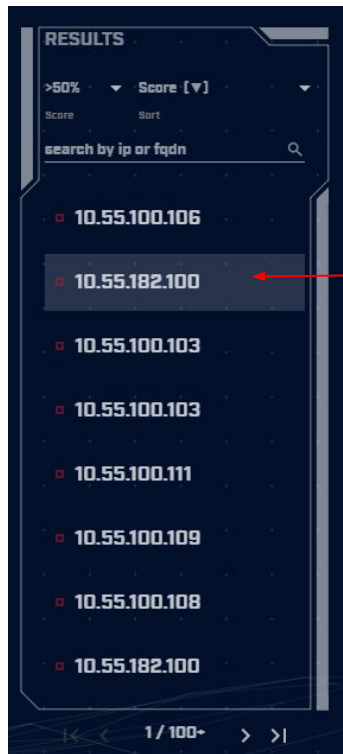 RESULTS
>50% ▼ Score [▼] ▼
Score Sort
search by ip or fqdn
10.55.100.106
10.55.182.100
10.55.100.103
10.55.100.103
10.55.100.111
10.55.100.109
10.55.100.108
10.55.182.100
1 / 100+